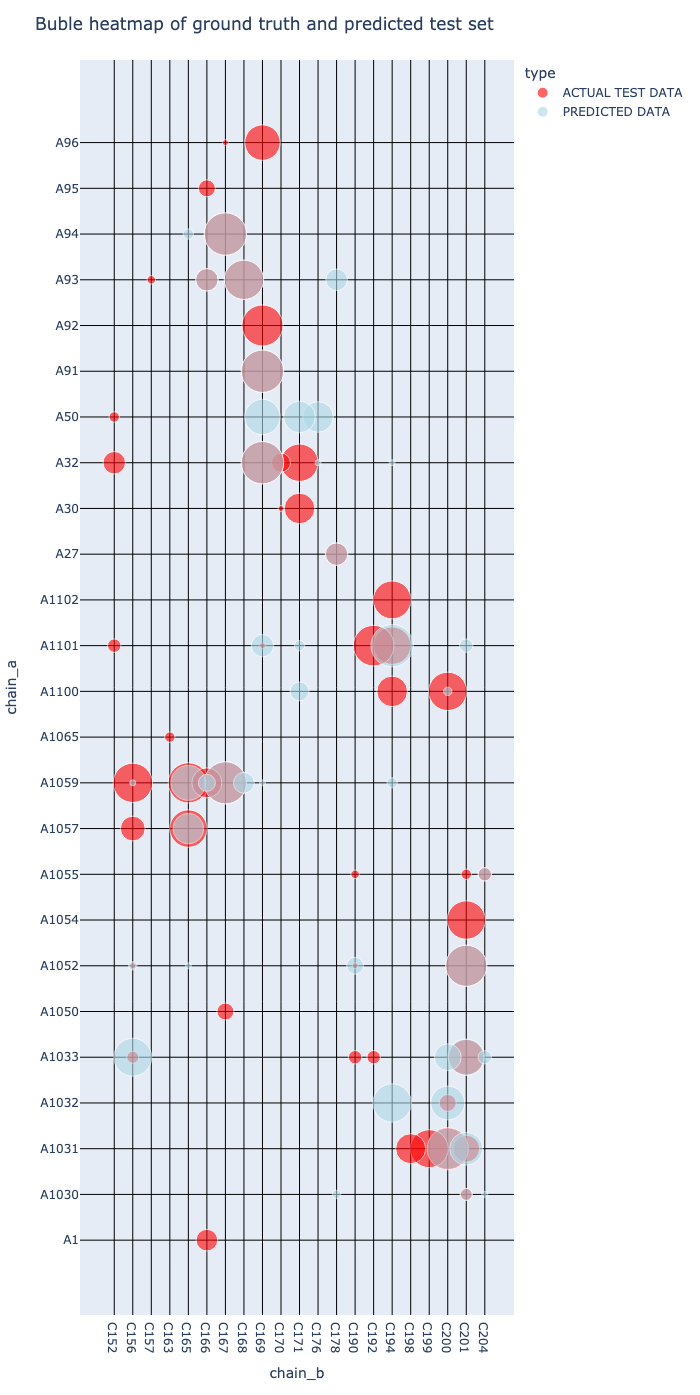 Buble heatmap of ground truth and predicted test set
type
ACTUAL TEST DATA
PREDICTED DATA
A96
A95
A94
A93
A92
A91
A50
A32
A30
A27
A1102
A1101
A1100
A1065
A1059
A1057
A1055
A1054
A1052
A1050
A1033
A1032
A1031
A1030
A1
chain_a
C152
C156
C157
C163
C165
C166
C167
C168
C169
C170
C171
C176
C178
C190
C192
C194
C198
C199
C200
C201
C204
chain_b